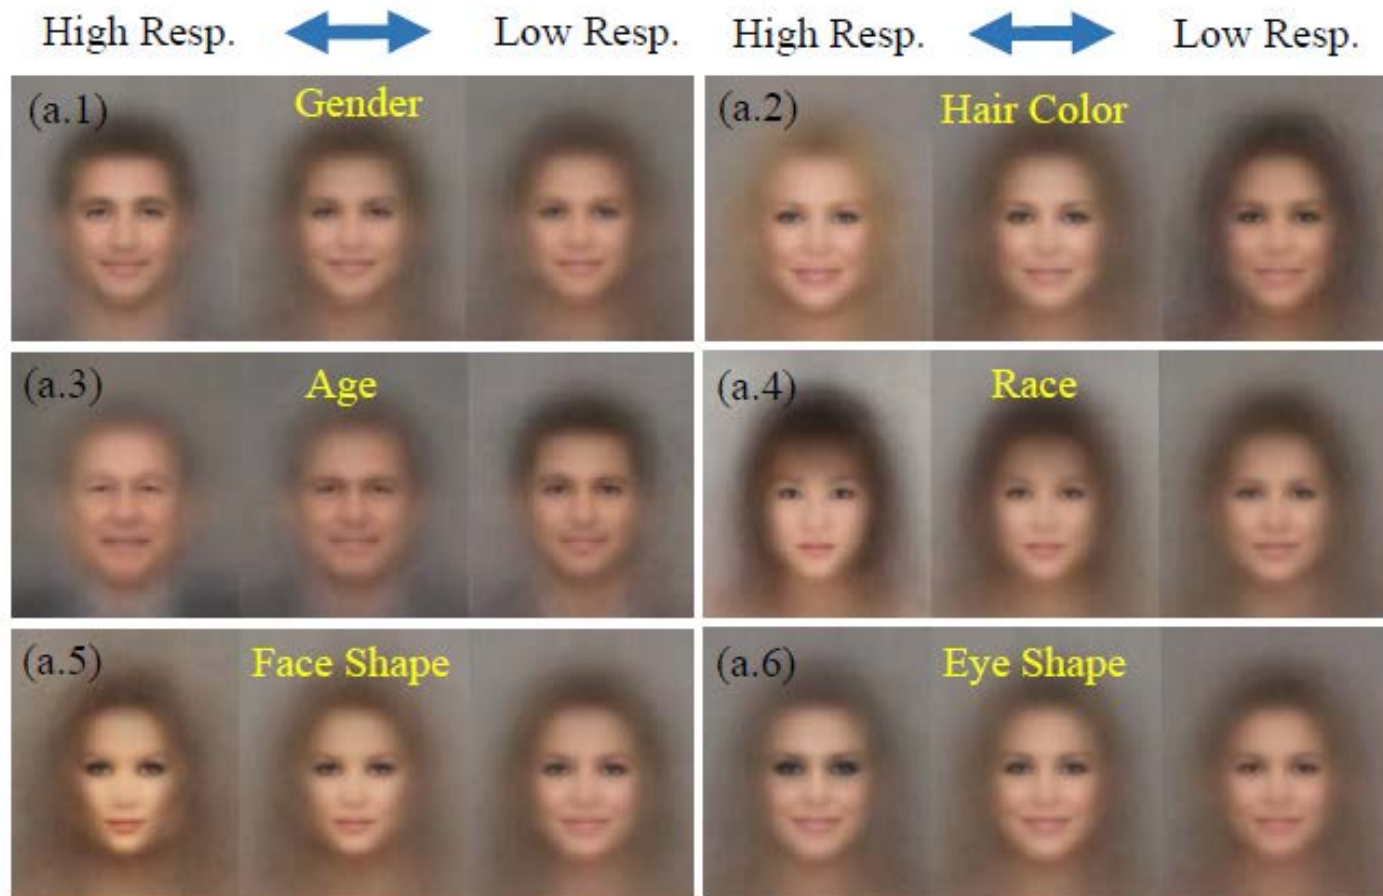 High Resp. Low Resp. High Resp. Low Resp.
(a.1) Gender (a.2) Hair Color
(a.3) Age (a.4) Race
(a.5) Face Shape (a.6) Eye Shape